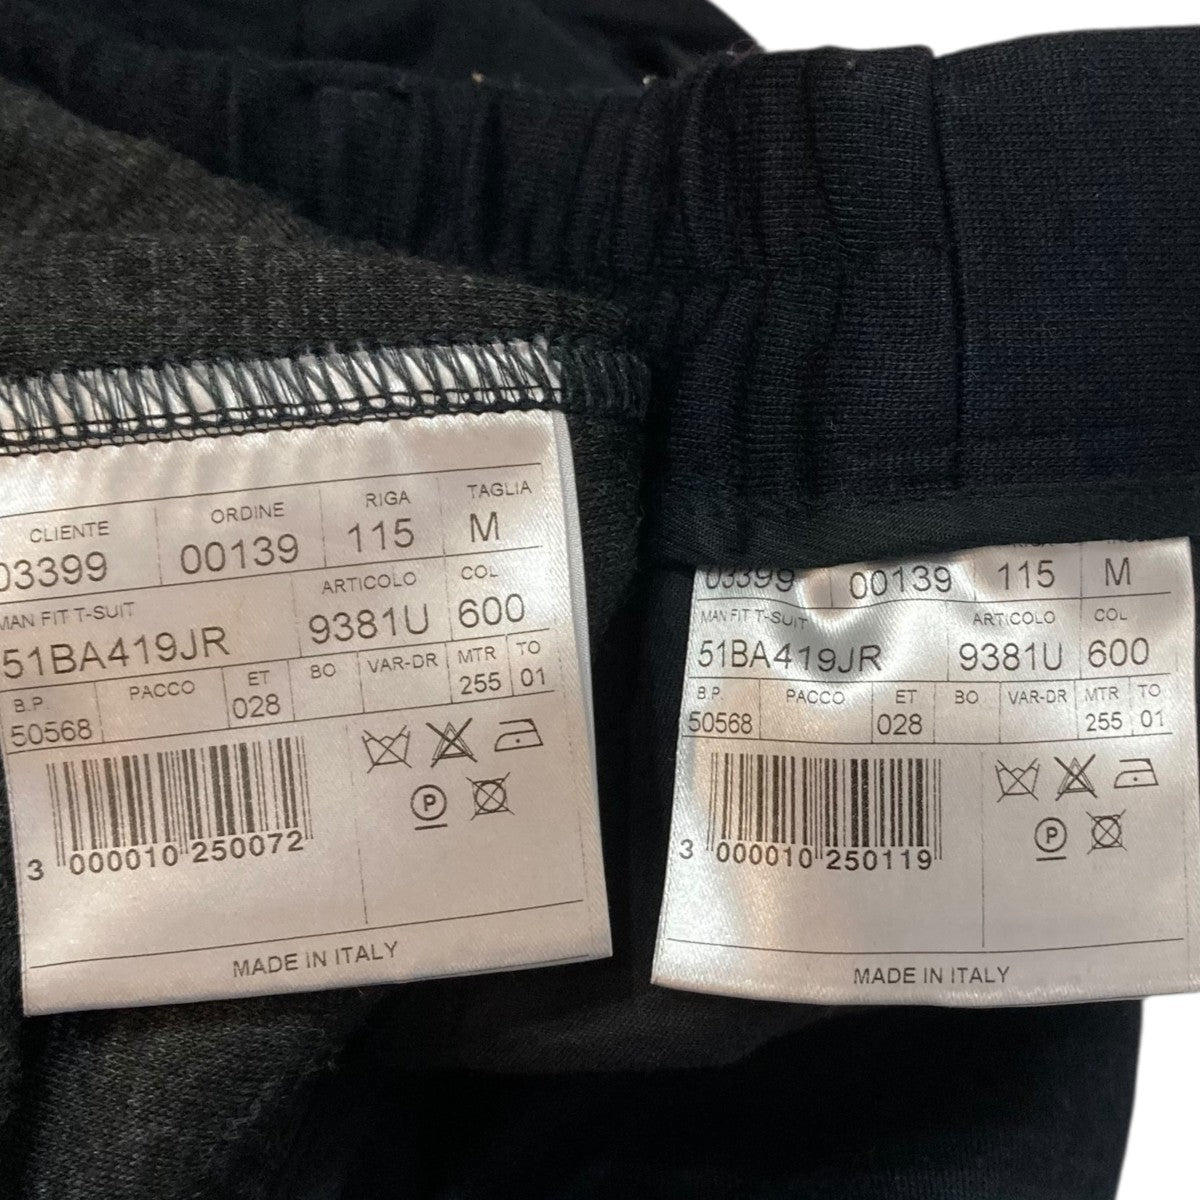 CLIENTE ORDINE RIGA TAGLIA
03399 00139 115 M
MAN FIT T-SUIT ARTICOLO COL
51BA419JR 9381U 600
B.P. PACCO ET BO VAR-DR MTR TO
50568 028 255 01
P
3 000010 250072
MADE IN ITALY
03399 00139 115 M
MAN FIT T-SUIT ARTICOLO COL
51BA419JR 9381U 600
B.P. PACCO ET BO VAR-DR MTR TO
50568 028 255 01
P
3 000010 250119
MADE IN ITALY